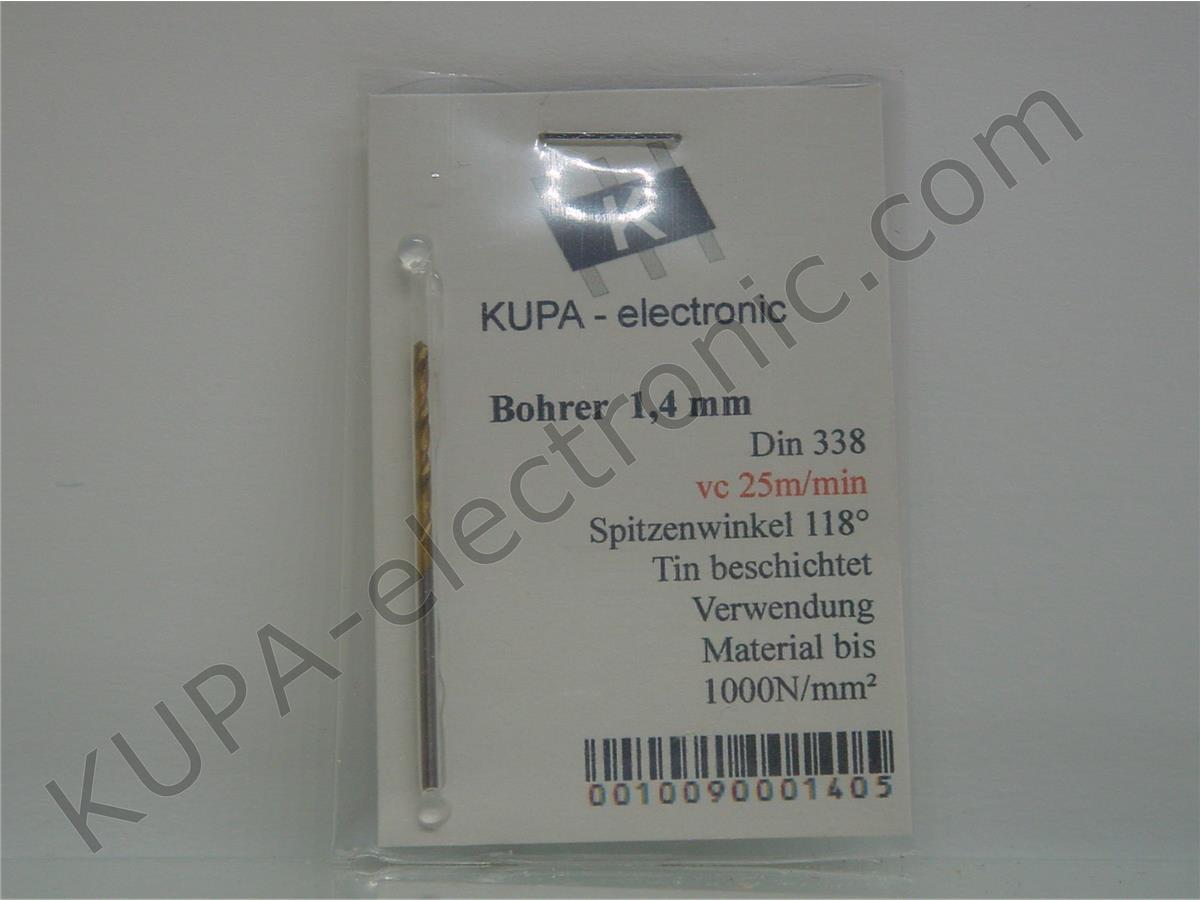 K
KUPA - electronic
Bohrer 1,4 mm
Din 338
vc 25m/min
Spitzenwinkel 118°
Tin beschichtet
Verwendung
Material bis
1000N/mm²
0010090001405
KUPA-electronic.com